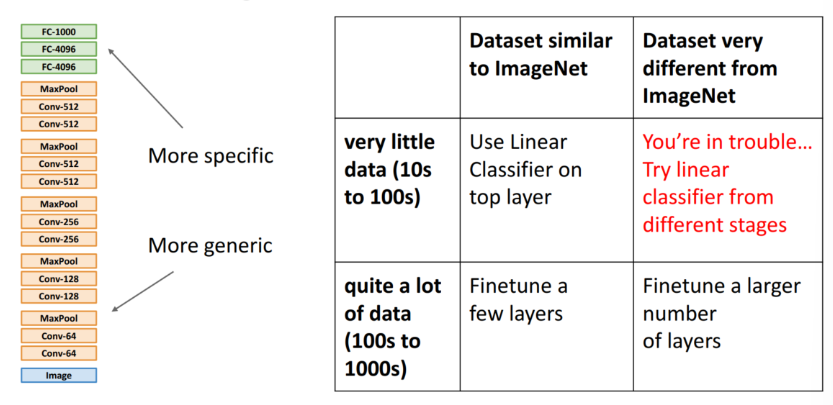 FC-1000
FC-4096
FC-4096
MaxPool
Conv-512
Conv-512
MaxPool
Conv-512
Conv-512
MaxPool
Conv-256
Conv-256
MaxPool
Conv-128
Conv-128
MaxPool
Conv-64
Conv-64
Image
More specific
More generic
Dataset similar
to ImageNet
Dataset very
different from
ImageNet
very little
data (10s
to 100s)
Use Linear
Classifier on
top layer
You're in trouble...
Try linear
classifier from
different stages
quite a lot
of data
(100s to
1000s)
Finetune a
few layers
Finetune a larger
number
of layers